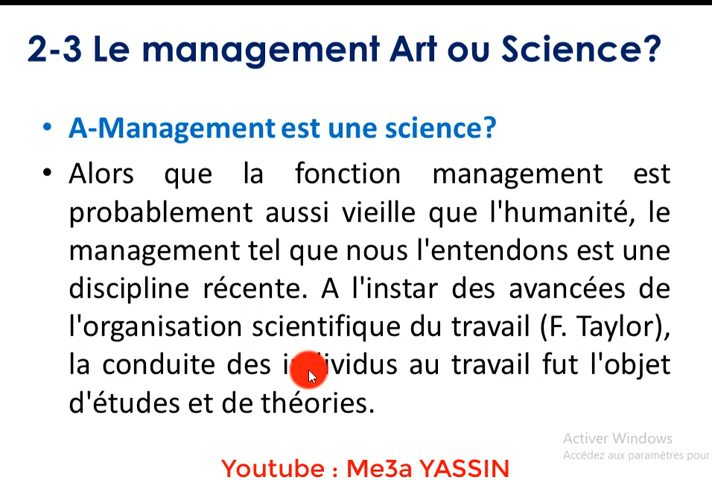 2-3 Le management Art ou Science?
• A-Management est une science?
• Alors que la fonction management est
probablement aussi vieille que l'humanité, le
management tel que nous l'entendons est une
discipline récente. A l'instar des avancées de
l'organisation scientifique du travail (F. Taylor),
la conduite des individus au travail fut l'objet
d'études et de théories.
Activer Windows
Accédez aux paramètres pour
Youtube : Me3a YASSIN